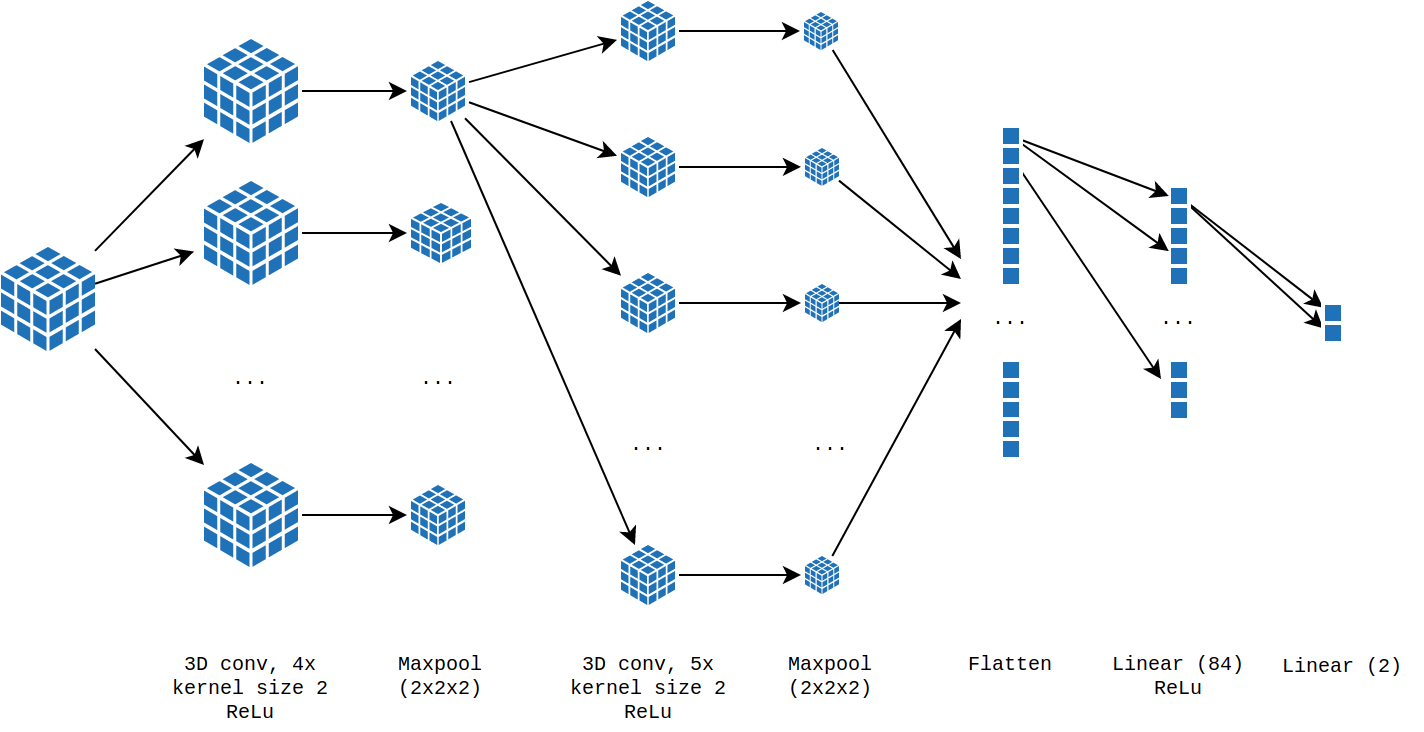 ...
...
...
...
...
...
3D conv, 4x
kernel size 2
ReLu
Maxpool
(2x2x2)
3D conv, 5x
kernel size 2
ReLu
Maxpool
(2x2x2)
Flatten
Linear (84)
ReLu
Linear (2)